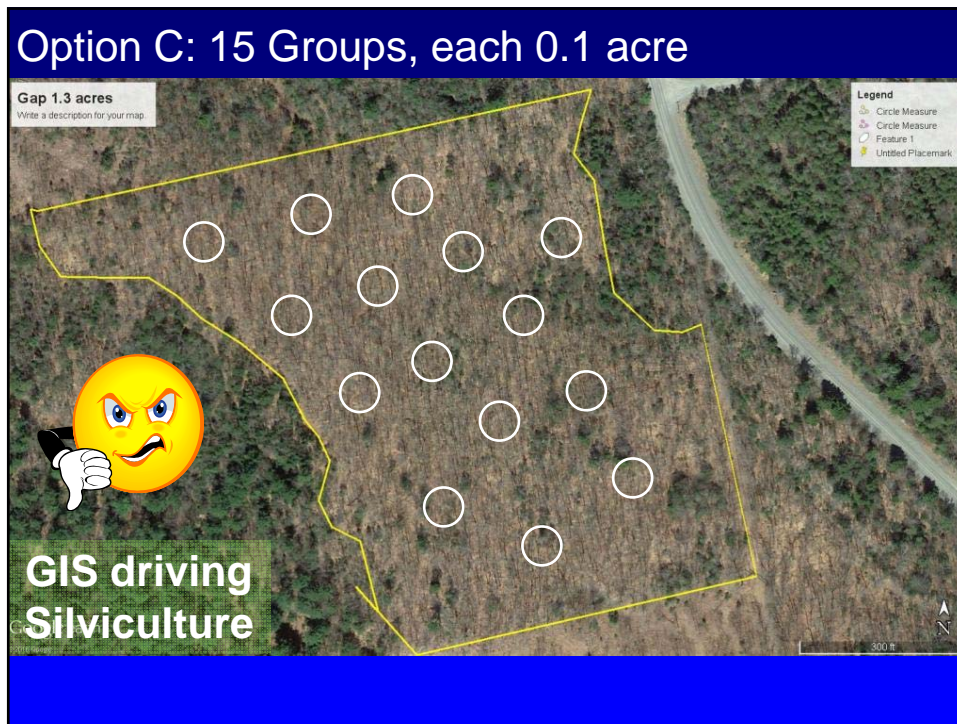 Option C: 15 Groups, each 0.1 acre
Gap 1.3 acres
Write a description for your map.
Legend
Circle Measure
Circle Measure
Feature 1
Untitled Placemark
GIS driving
Silviculture
N
300 ft